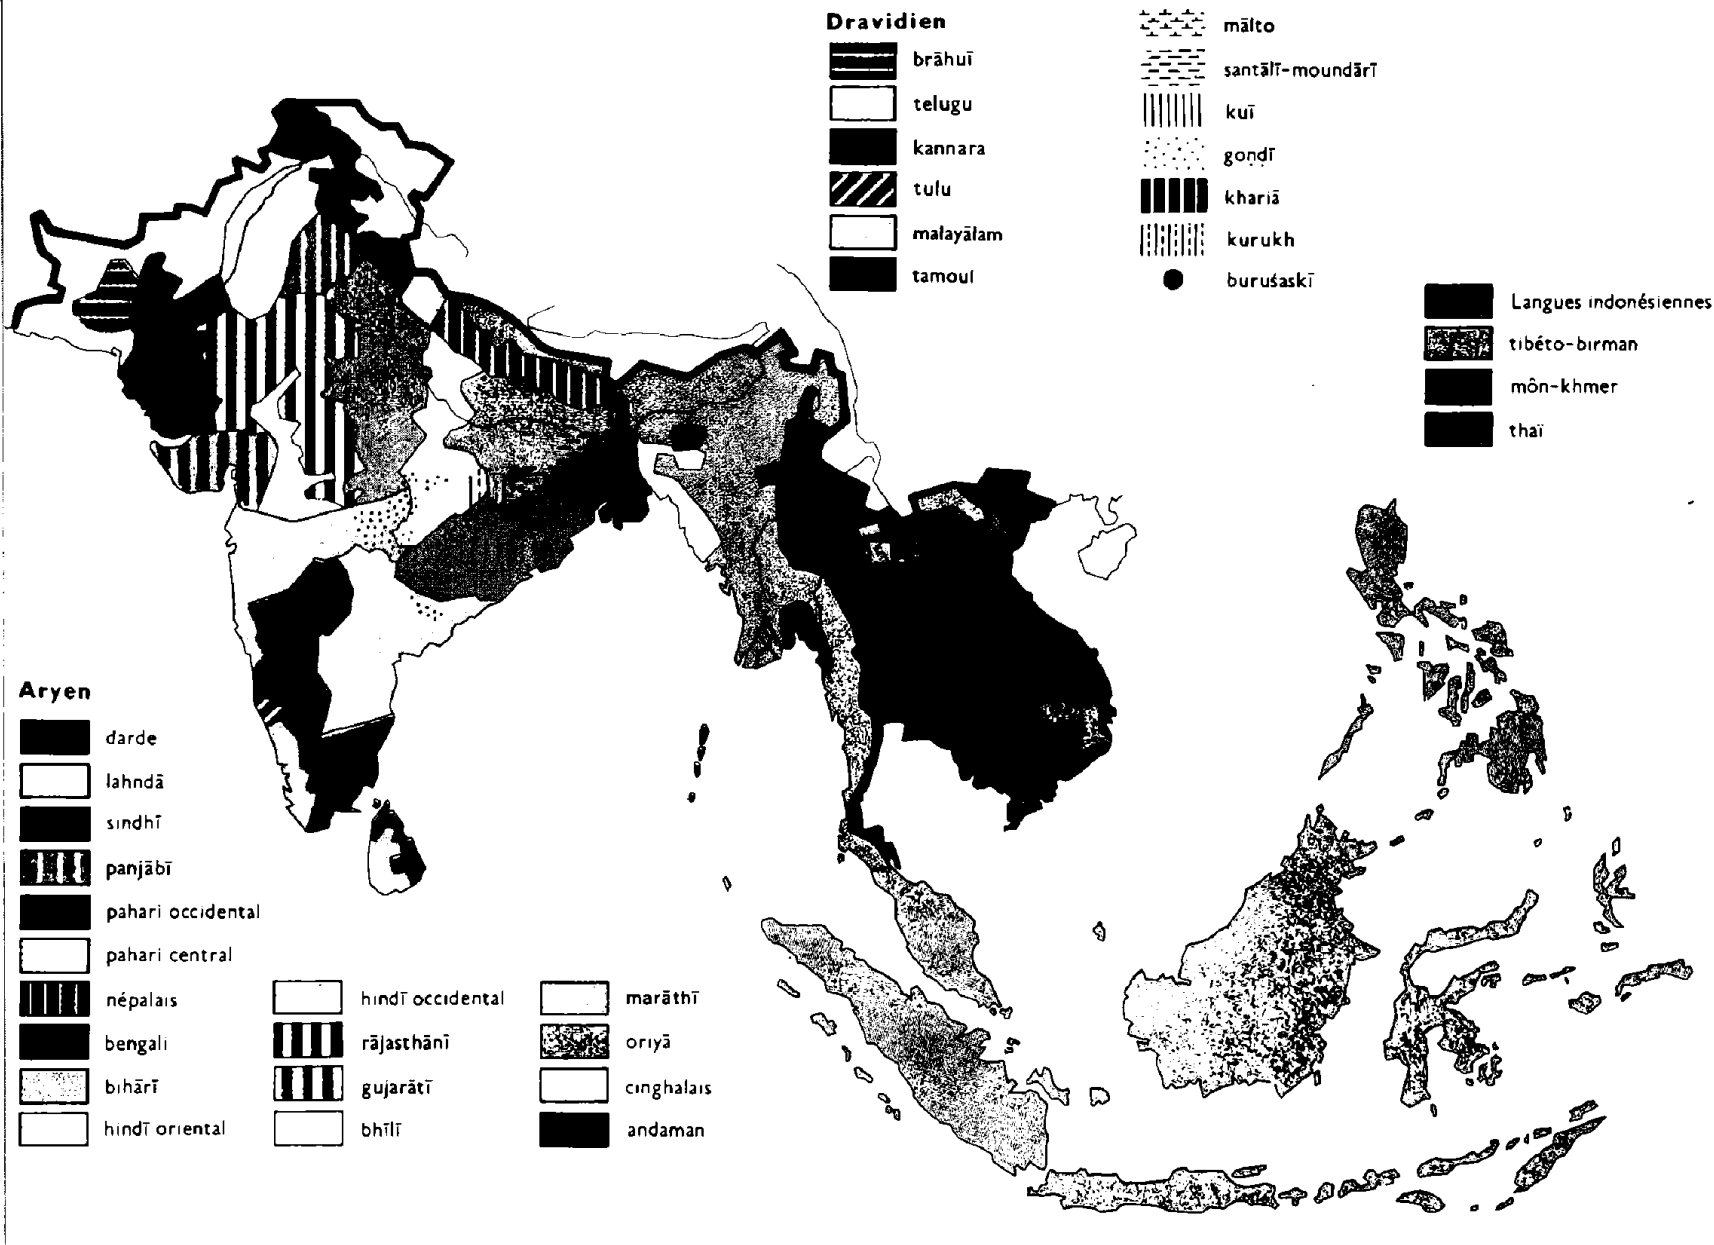 Dravidien
brāhuī
telugu
kannara
tulu
malayālam
tamoul
mālto
santālī-moundārī
kuī
goṇḍī
khariā
kurukh
buruśaskī
Langues indonésiennes
tibéto-birman
môn-khmer
thaï
Aryen
darde
lahndā
sindhī
panjābī
pahari occidental
pahari central
népalais
bengali
bihārī
hindī oriental
hindī occidental
rājasthānī
gujarātī
bhīlī
marāthī
oriyā
cinghalais
andaman